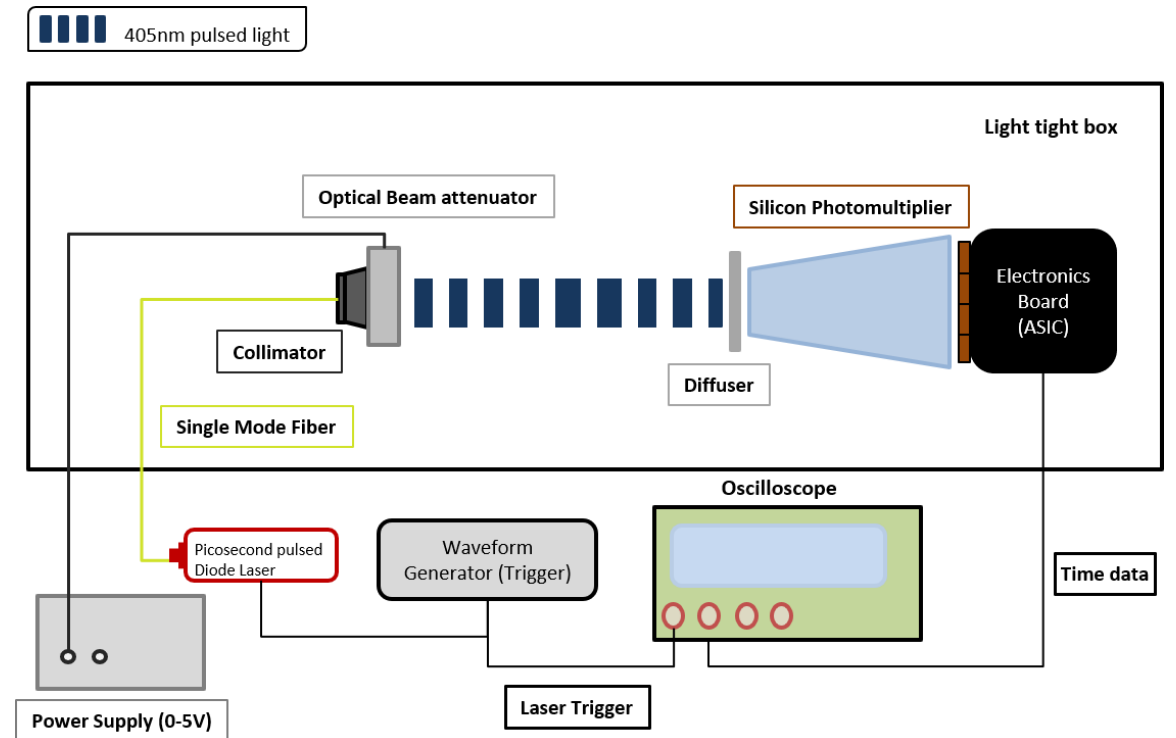 405nm pulsed light
Light tight box
Optical Beam attenuator
Silicon Photomultiplier
Electronics
Board
(ASIC)
Collimator
Diffuser
Single Mode Fiber
Oscilloscope
Picosecond pulsed
Diode Laser
Waveform
Generator (Trigger)
Time data
Laser Trigger
Power Supply (0-5V)